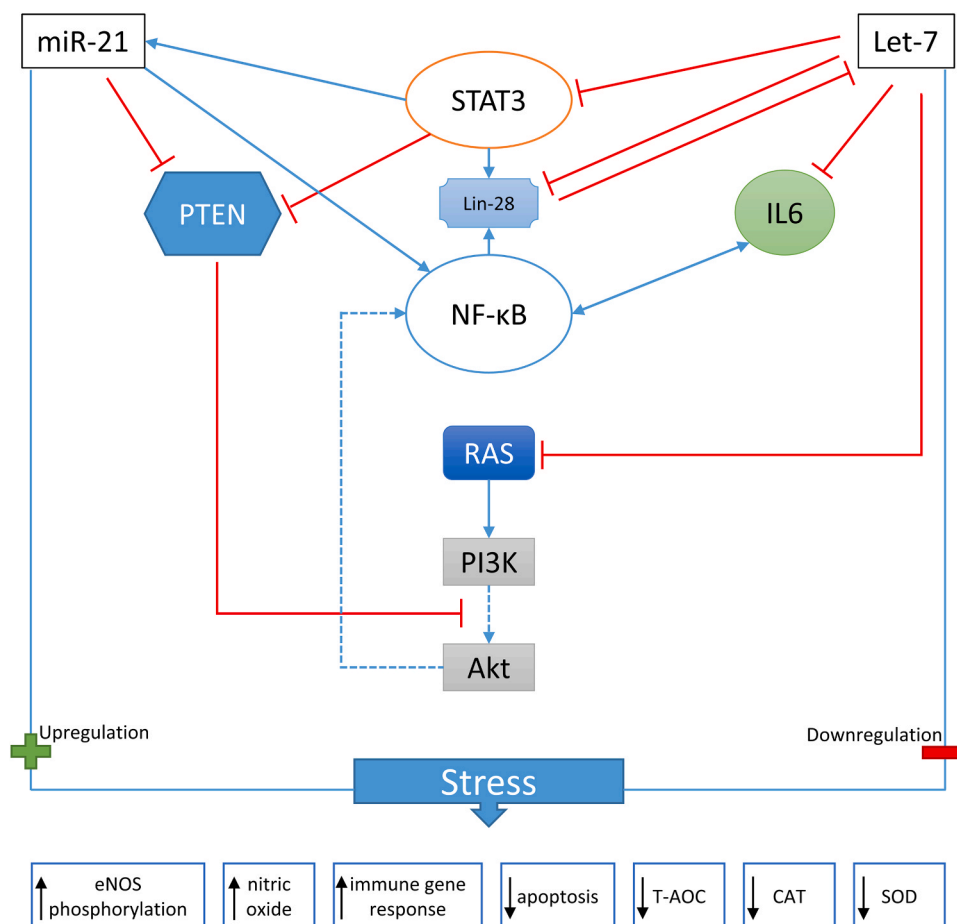 miR-21
Let-7
STAT3
Lin-28
PTEN
IL6
NF-κB
RAS
PI3K
Akt
Upregulation
Downregulation
Stress
eNOS
phosphorylation
nitric
oxide
immune gene
response
apoptosis
T-AOC
CAT
SOD